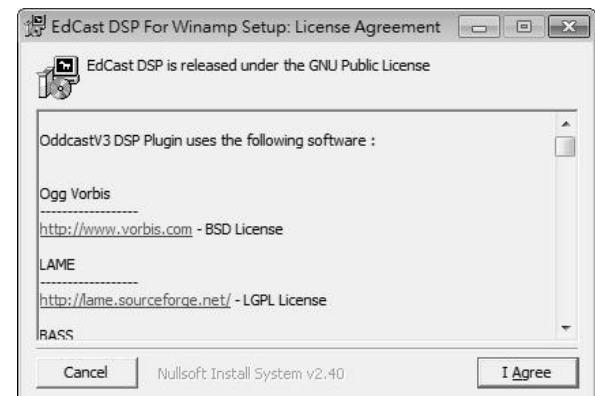 EdCast DSP For Winamp Setup: License Agreement
EdCast DSP is released under the GNU Public License
OddcastV3 DSP Plugin uses the following software :
Ogg Vorbis
------------------
http://www.vorbis.com - BSD License
LAME
------------------
http://lame.sourceforge.net/ - LGPL License
BASS
Cancel
Nullsoft Install System v2.40
I Agree